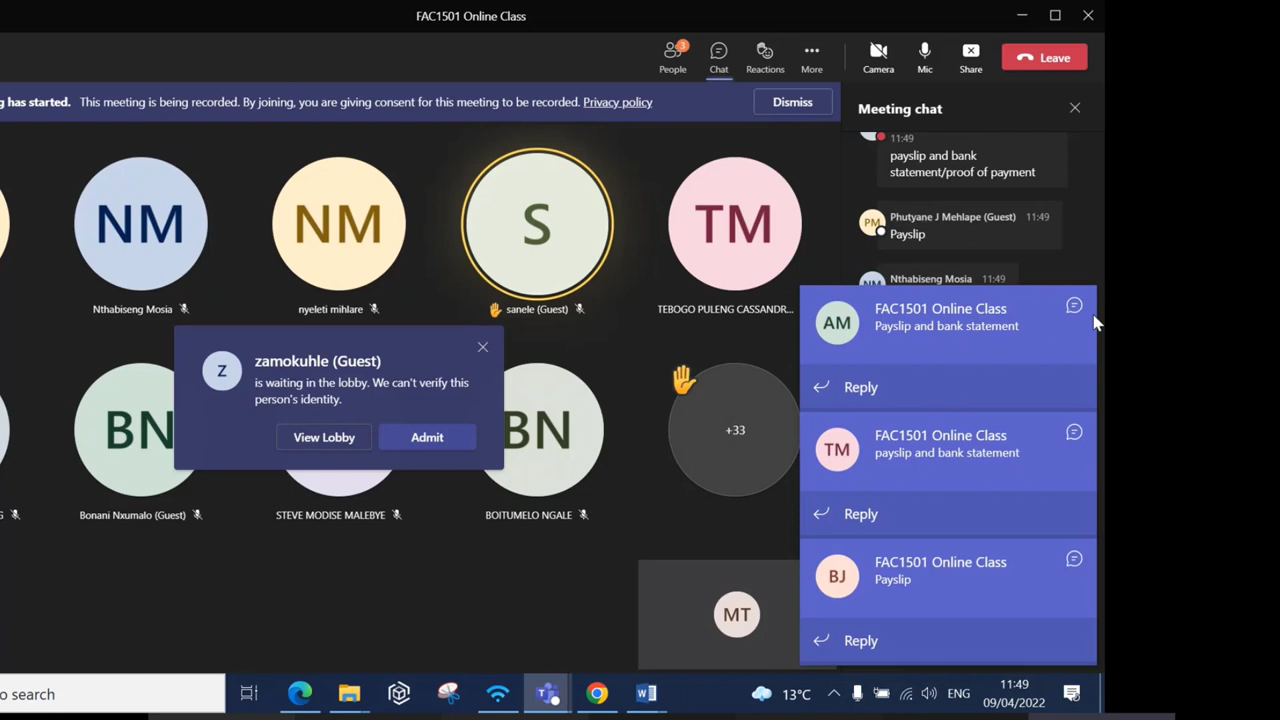 FAC1501 Online Class
3
People
Chat
Reactions
More
Camera
Mic
Share
Leave
g has started. This meeting is being recorded. By joining, you are giving consent for this meeting to be recorded. Privacy policy
Dismiss
Meeting chat
11:49
payslip and bank
statement/proof of payment
PM
Phutyane J Mehlape (Guest) 11:49
Payslip
Nthabiseng Mosia 11:49
NM
NM
S
TM
Nthabiseng Mosia
nyeleti mihlare
sanele (Guest)
TEBOGO PULENG CASSANDR...
Z
zamokuhle (Guest)
is waiting in the lobby. We can't verify this
person's identity.
View Lobby
Admit
BN
BN
+33
G
Bonani Nxumalo (Guest)
STEVE MODISE MALEBYE
BOITUMELO NGALE
MT
AM
FAC1501 Online Class
Payslip and bank statement
Reply
TM
FAC1501 Online Class
payslip and bank statement
Reply
BJ
FAC1501 Online Class
Payslip
Reply
o search
13°C
ENG
11:49
09/04/2022